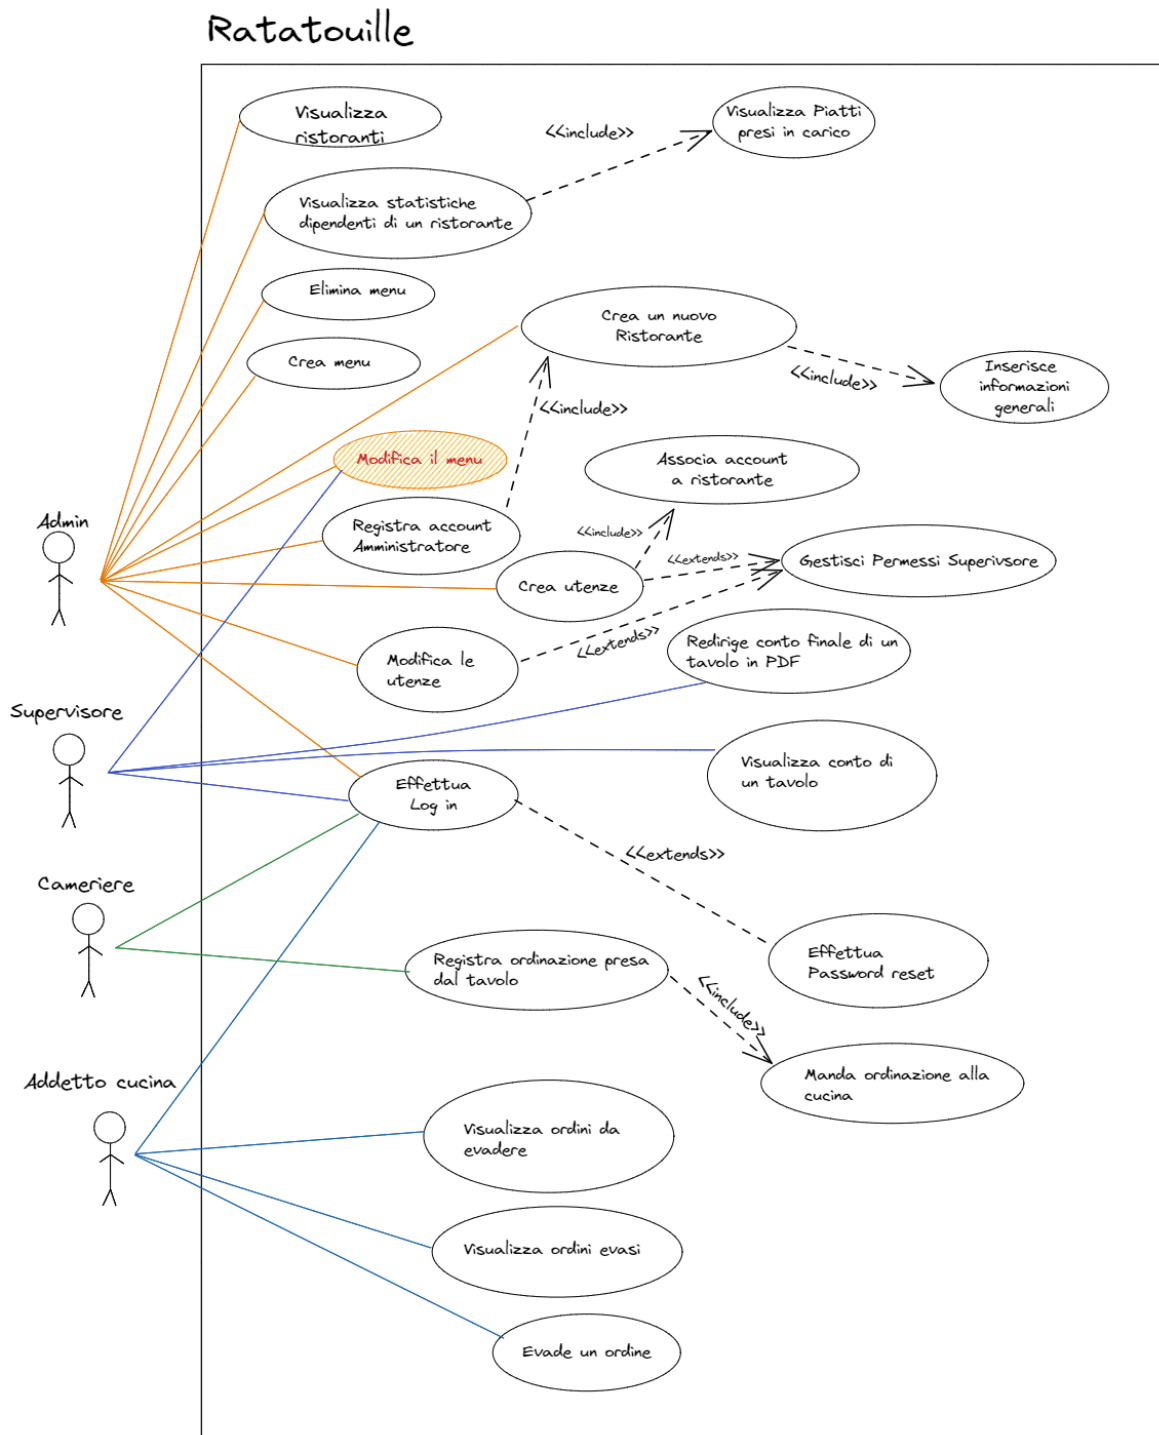 Ratatouille
Visualizza
ristoranti
<<include>>
Visualizza Piatti
presi in carico
Visualizza statistiche
dipendenti di un ristorante
Elimina menu
Crea un nuovo
Ristorante
Crea menu
<<include>>
Inserisce
informazioni
generali
<<include>>
Modifica il menu
Associa account
a ristorante
Admin
Registra account
Amministratore
<<include>>
<<extends>>
Gestisci Permessi Superivsore
Crea utenze
<<extends>>
Redirige conto finale di un
tavolo in PDF
Modifica le
utenze
Supervisore
Visualizza conto di
un tavolo
Effettua
Log in
<<extends>>
Cameriere
Effettua
Password reset
Registra ordinazione presa
dal tavolo
<<include>>
Manda ordinazione alla
cucina
Addetto cucina
Visualizza ordini da
evadere
Visualizza ordini evasi
Evade un ordine